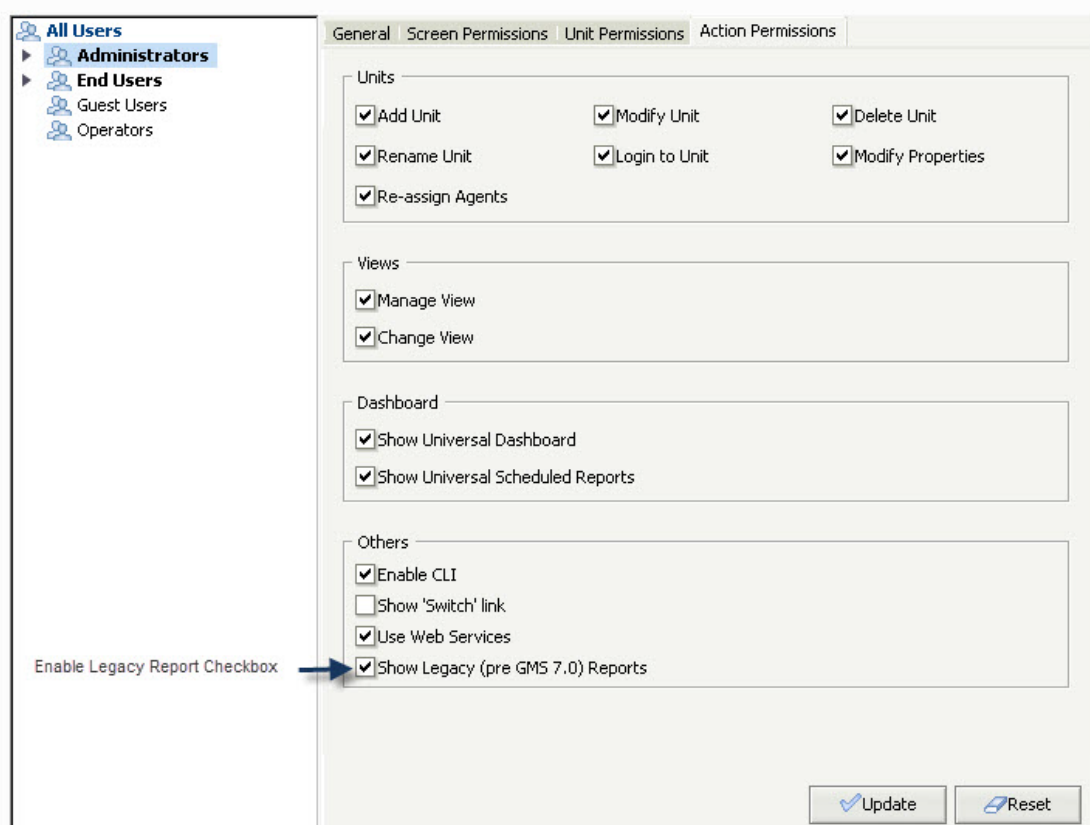 All Users
Administrators
End Users
Guest Users
Operators
General Screen Permissions Unit Permissions Action Permissions
Units
Add Unit Modify Unit Delete Unit
Rename Unit Login to Unit Modify Properties
Re-assign Agents
Views
Manage View
Change View
Dashboard
Show Universal Dashboard
Show Universal Scheduled Reports
Others
Enable CLI
Show 'Switch' link
Use Web Services
Enable Legacy Report Checkbox
Show Legacy (pre GMS 7.0) Reports
Update Reset